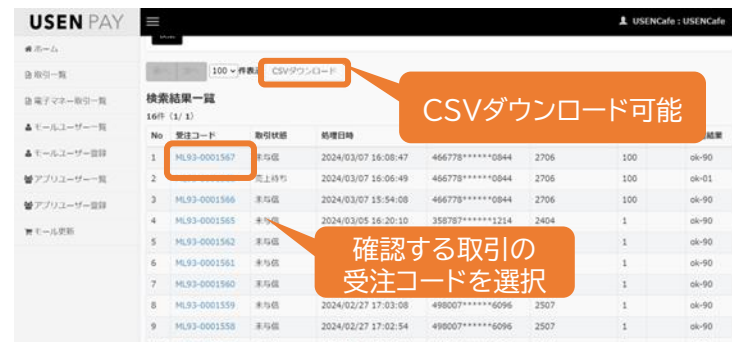 USEN PAY
USENCafe : USENCafe
ホーム
取引一覧
電子マネー取引一覧
モールユーザー一覧
モールユーザー登録
アプリユーザー一覧
アプリユーザー登録
モール更新
100 件表示 CSVダウンロード
CSVダウンロード可能
検索結果一覧
16件 (1/ 1)
No 受注コード 取引状態 処理日時 結果
1 ML93-0001567 未与信 2024/03/07 16:08:47 466778******0844 2706 100 ok-90
2 売上待ち 2024/03/07 16:06:49 466778******0844 2706 100 ok-01
3 ML93-0001566 未与信 2024/03/07 15:54:08 466778******0844 2706 100 ok-90
4 ML93-0001565 未与信 2024/03/05 16:20:10 358787******1214 2404 1 ok-90
5 ML93-0001562 未与信 1 ok-90
6 ML93-0001561 未与信 1 ok-90
7 ML93-0001560 未与信 1 ok-90
確認する取引の
受注コードを選択
8 ML93-0001559 未与信 2024/02/27 17:03:08 498007******6096 2507 1 ok-90
9 ML93-0001558 未与信 2024/02/27 17:02:54 498007******6096 2507 1 ok-90